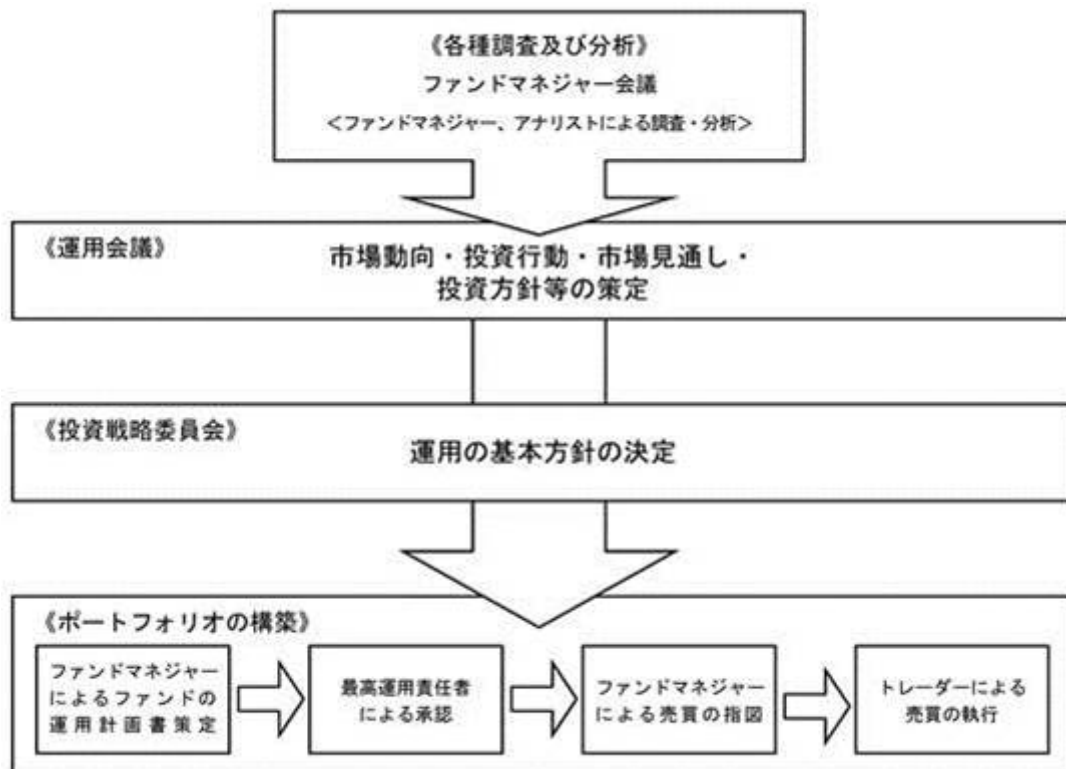 《各種調査及び分析》
ファンドマネジャー会議
＜ファンドマネジャー、アナリストによる調査・分析＞
《運用会議》
市場動向・投資行動・市場見通し・
投資方針等の策定
《投資戦略委員会》
運用の基本方針の決定
《ポートフォリオの構築》
ファンドマネジャー
によるファンドの
運用計画書策定
最高運用責任者
による承認
ファンドマネジャー
による売買の指図
トレーダーによる
売買の執行